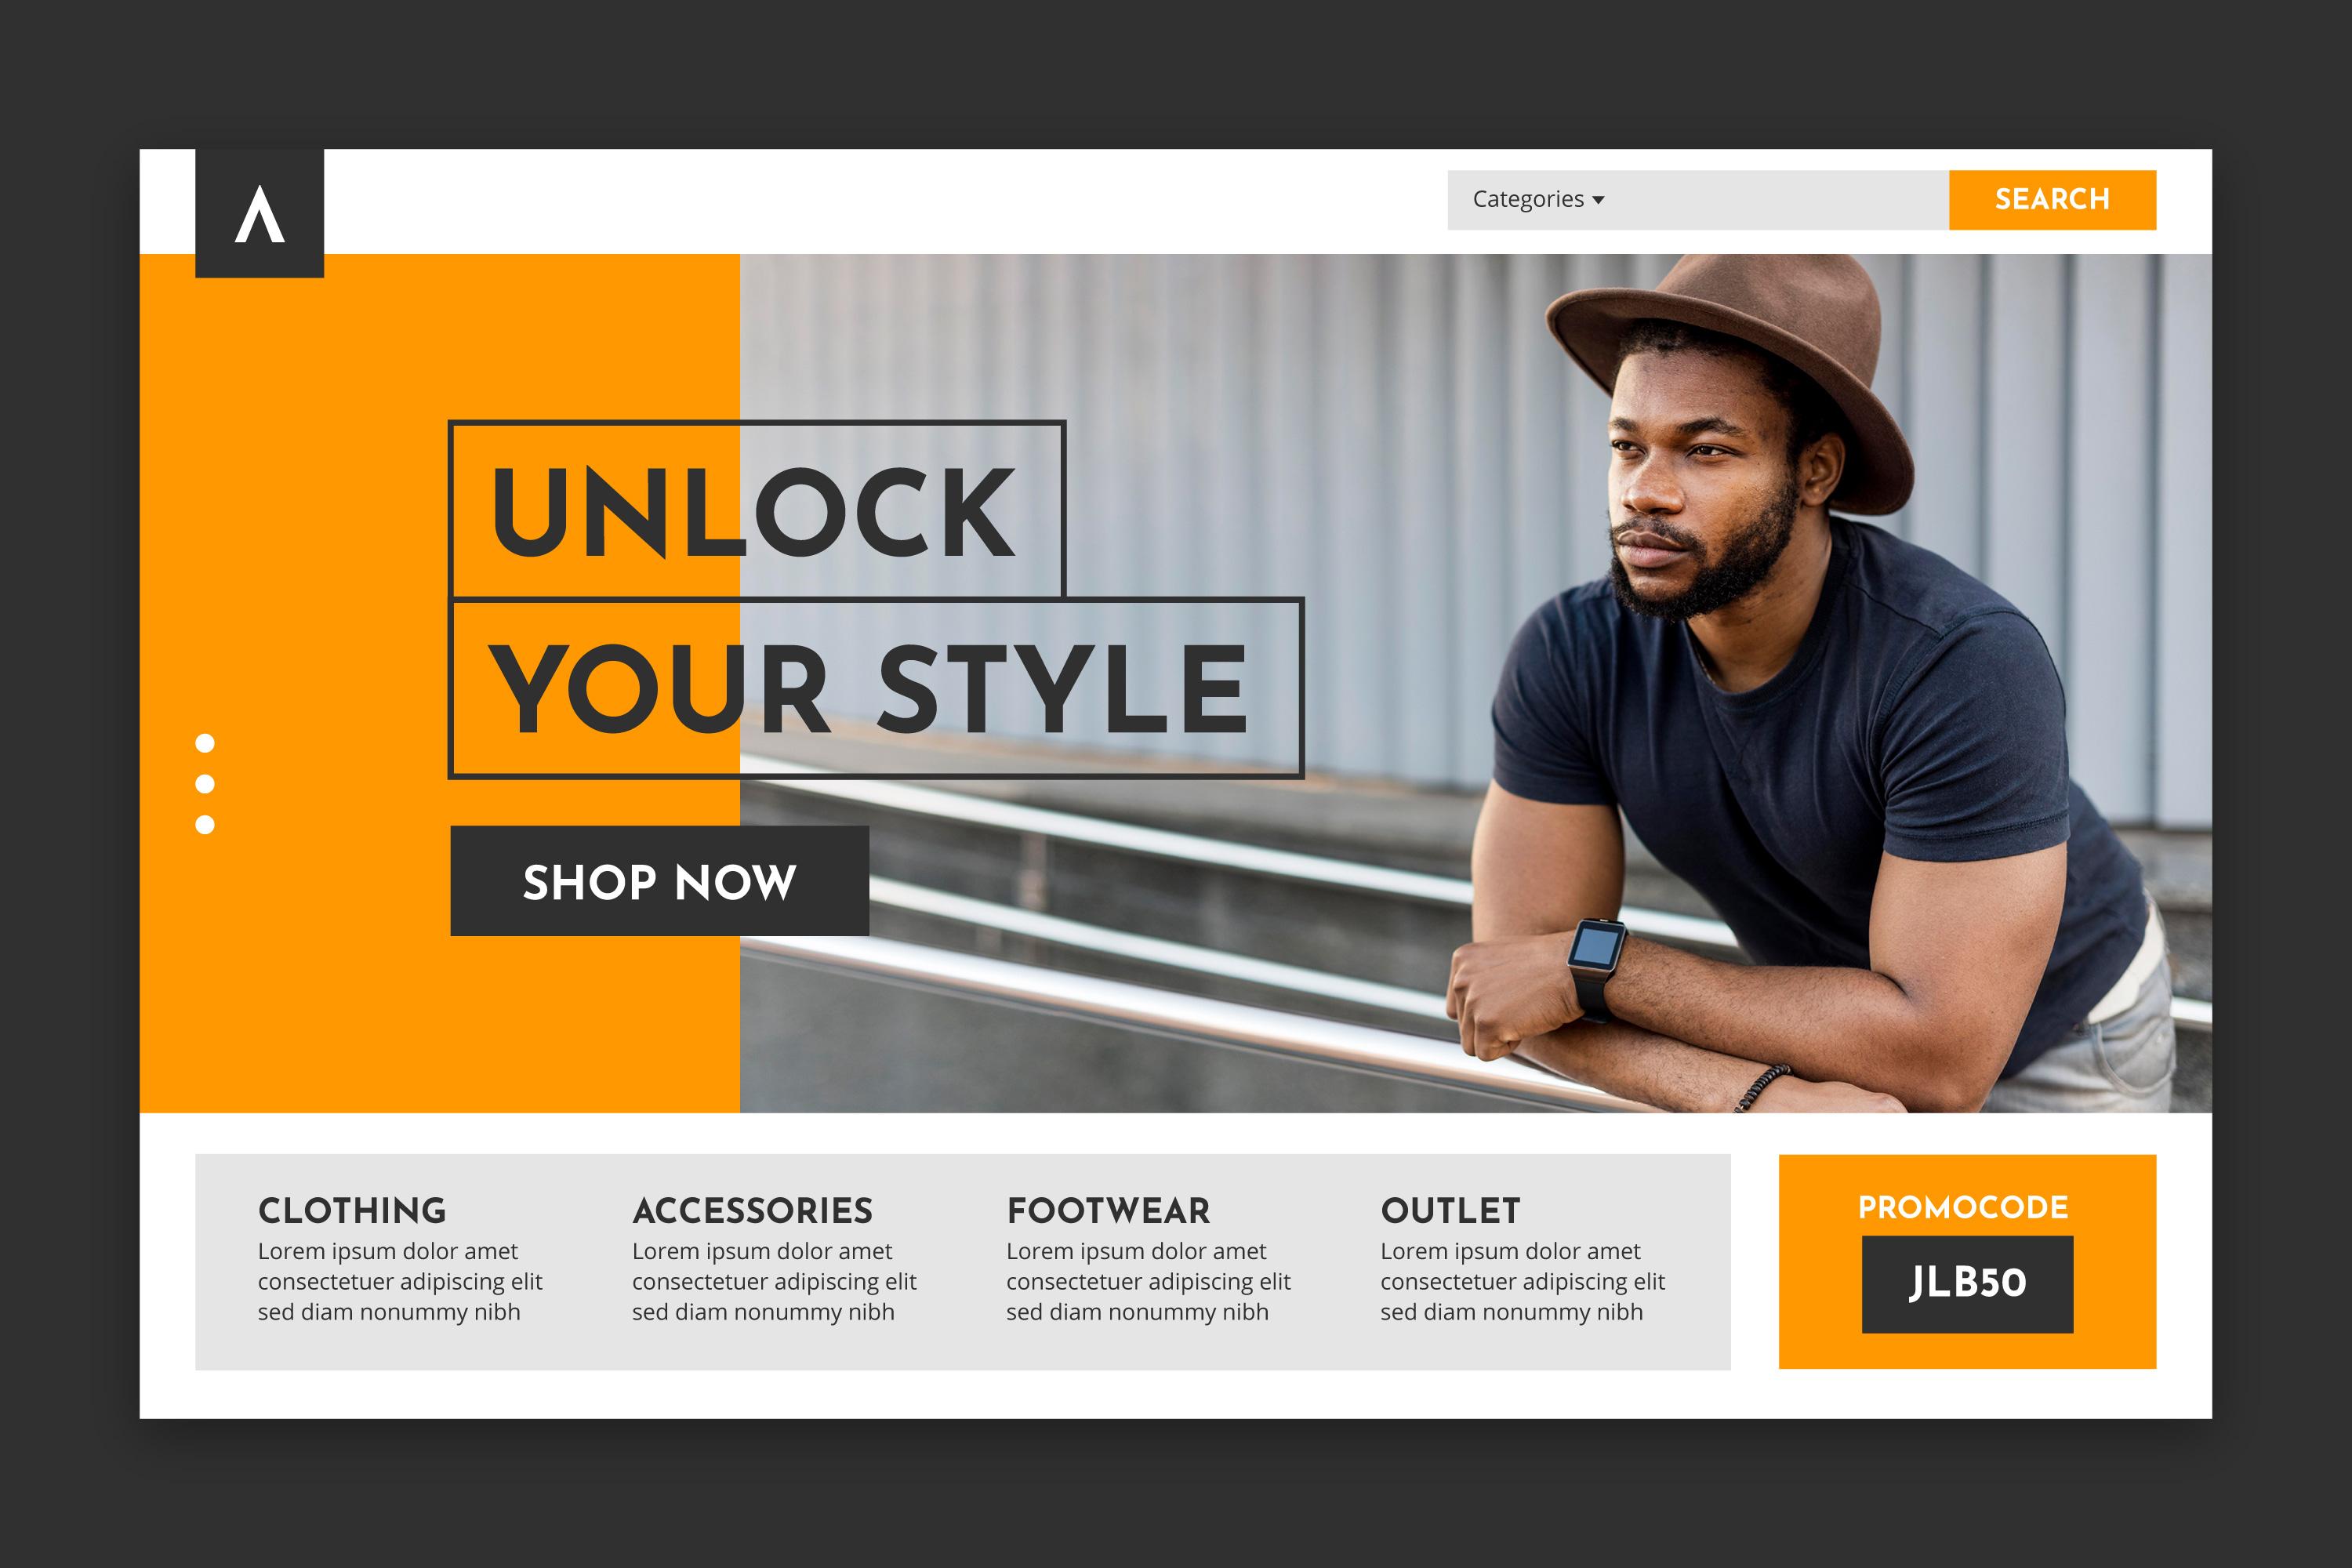 Categories
SEARCH
UNLOCK
YOUR STYLE
SHOP NOW
CLOTHING
Lorem ipsum dolor amet
consectetuer adipiscing elit
sed diam nonummy nibh
ACCESSORIES
Lorem ipsum dolor amet
consectetuer adipiscing elit
sed diam nonummy nibh
FOOTWEAR
Lorem ipsum dolor amet
consectetuer adipiscing elit
sed diam nonummy nibh
OUTLET
Lorem ipsum dolor amet
consectetuer adipiscing elit
sed diam nonummy nibh
PROMOCODE
JLB50